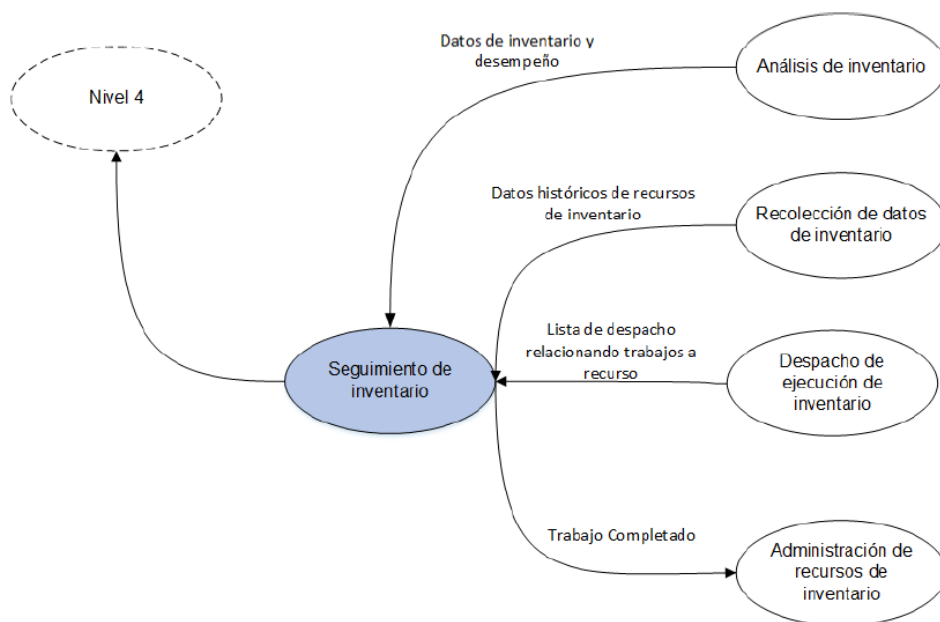 Datos de inventario y
desempeño
Análisis de inventario
Nivel 4
Datos históricos de recursos
de inventario
Recolección de datos
de inventario
Lista de despacho
relacionando trabajos a
recurso
Despacho de
ejecución de
inventario
Seguimiento de
inventario
Trabajo Completado
Administración de
recursos de
inventario